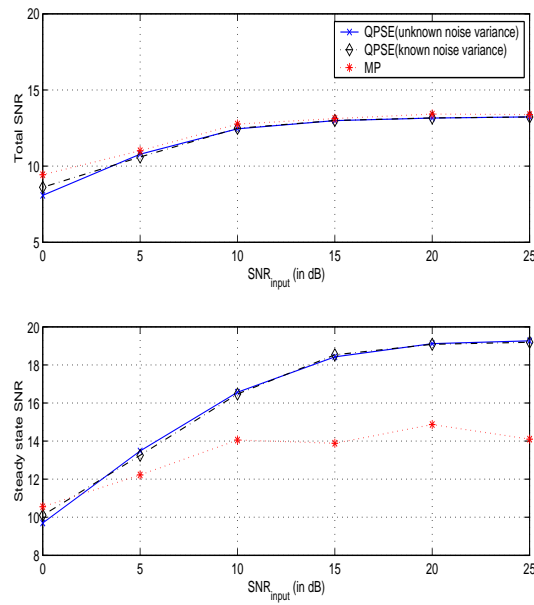 20
15
10
5
Total SNR
QPSE(unknown noise variance)
QPSE(known noise variance)
MP
0 5 10 15 20 25
SNR_input (in dB)
20
18
16
14
12
10
8
Steady state SNR
0 5 10 15 20 25
SNR_input (in dB)